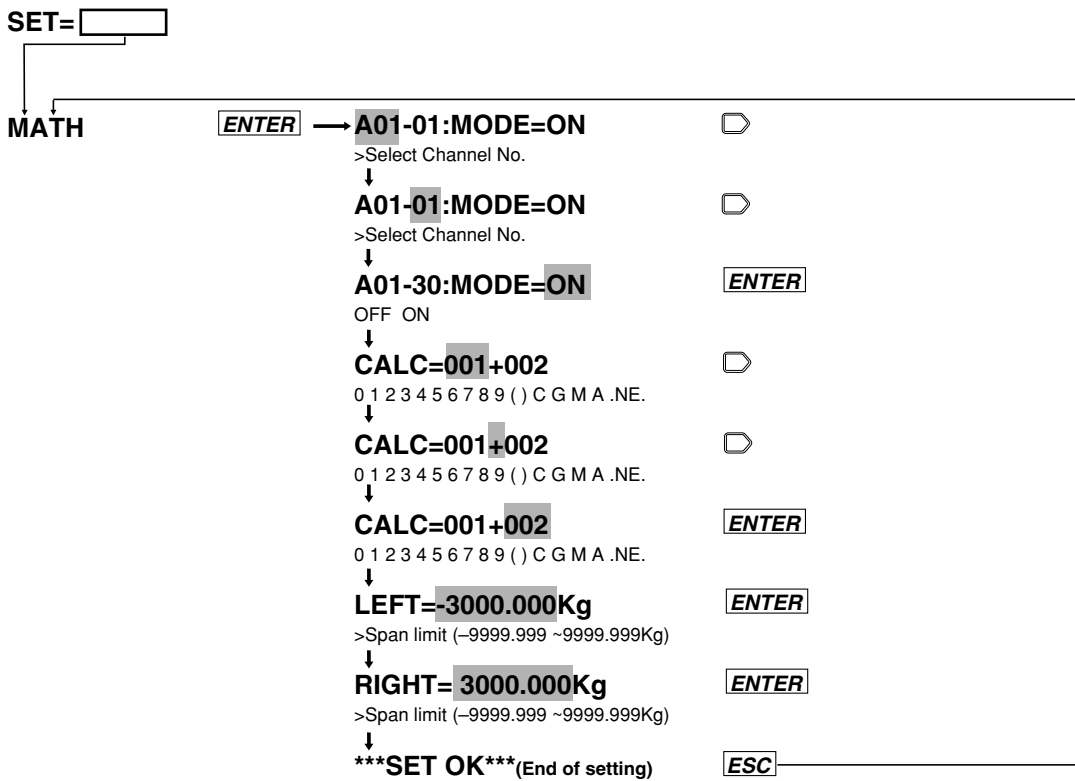 SET=
MATH ENTER A01-01:MODE=ON
>Select Channel No.
A01-01:MODE=ON
>Select Channel No.
A01-30:MODE=ON ENTER
OFF ON
CALC=001+002
0 1 2 3 4 5 6 7 8 9 ( ) C G M A .NE.
CALC=001+002
0 1 2 3 4 5 6 7 8 9 ( ) C G M A .NE.
CALC=001+002 ENTER
0 1 2 3 4 5 6 7 8 9 ( ) C G M A .NE.
LEFT=-3000.000Kg ENTER
>Span limit (–9999.999 ~9999.999Kg)
RIGHT= 3000.000Kg ENTER
>Span limit (–9999.999 ~9999.999Kg)
***SET OK***(End of setting) ESC